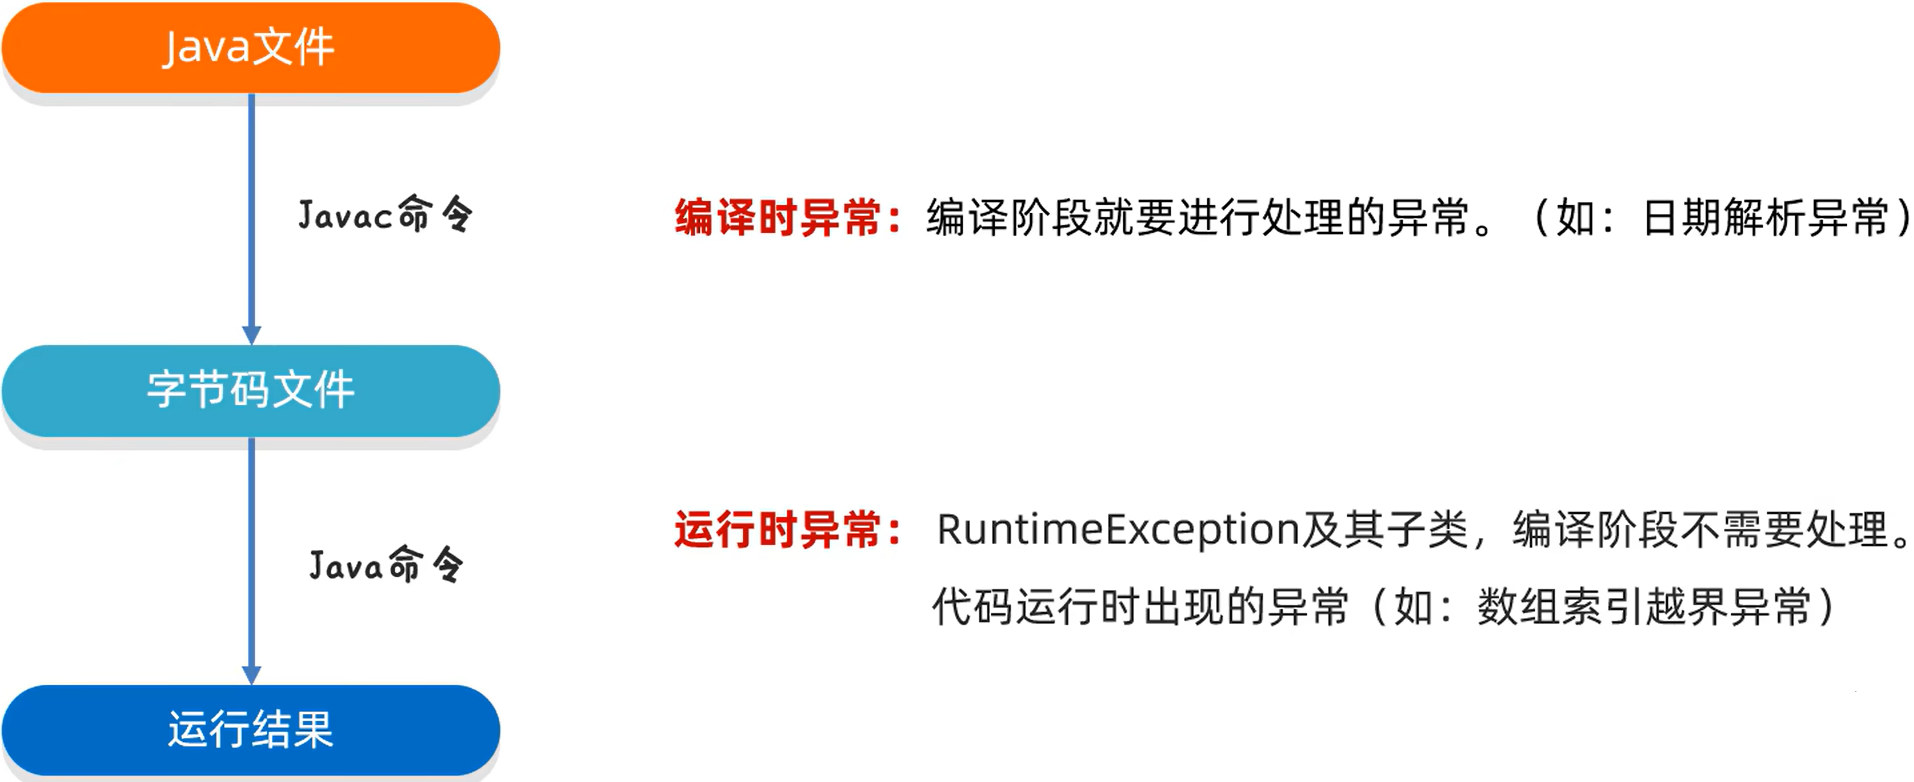 Java文件
Javac命令
编译时异常：编译阶段就要进行处理的异常。（如：日期解析异常）
字节码文件
运行时异常： RuntimeException及其子类，编译阶段不需要处理。
Java命令
代码运行时出现的异常（如：数组索引越界异常）
运行结果